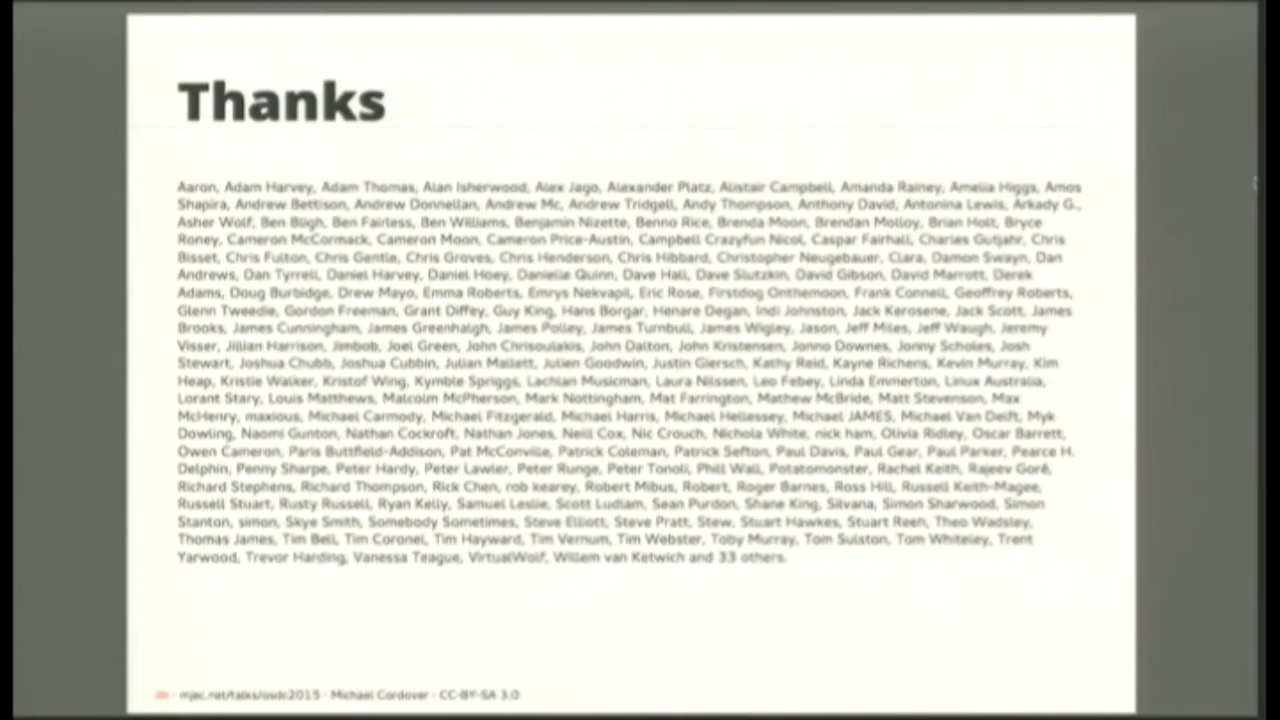 Thanks
Aaron, Adam Harvey, Adam Thomas, Alan Isherwood, Alex Jago, Alexander Platz, Alistair Campbell, Amanda Rainey, Amelia Higgs, Amos
Shapira, Andrew Bettison, Andrew Donnellan, Andrew Mc, Andrew Tridgell, Andy Thompson, Anthony David, Antonina Lewis, Arkady G.,
Asher Wolf, Ben Bligh, Ben Fairless, Ben Williams, Benjamin Nizette, Benno Rice, Brenda Moon, Brendan Molloy, Brian Holt, Bryce
Roney, Cameron McCormack, Cameron Moon, Cameron Price-Austin, Campbell Crazyfun Nicol, Caspar Fairhall, Charles Gutjahr, Chris
Bisset, Chris Fulton, Chris Gentle, Chris Groves, Chris Henderson, Chris Hibbard, Christopher Neugebauer, Clara, Damon Swayn, Dan
Andrews, Dan Tyrrell, Daniel Harvey, Daniel Hoey, Danielle Quinn, Dave Hall, Dave Slutzkin, David Gibson, David Marrott, Derek
Adams, Doug Burbidge, Drew Mayo, Emma Roberts, Emrys Nekvapil, Eric Rose, Firstdog Onthemoon, Frank Connell, Geoffrey Roberts,
Glenn Tweedie, Gordon Freeman, Grant Diffey, Guy King, Hans Borgar, Henare Degan, Indi Johnston, Jack Kerosene, Jack Scott, James
Brooks, James Cunningham, James Greenhalgh, James Polley, James Turnbull, James Wigley, Jason, Jeff Miles, Jeff Waugh, Jeremy
Visser, Jillian Harrison, Jimbob, Joel Green, John Chrisoulakis, John Dalton, John Kristensen, Jonno Downes, Jonny Scholes, Josh
Stewart, Joshua Chubb, Joshua Cubbin, Julian Mallett, Julien Goodwin, Justin Giersch, Kathy Reid, Kayne Richens, Kevin Murray, Kim
Heap, Kristie Walker, Kristof Wing, Kymble Spriggs, Lachlan Musicman, Laura Nilssen, Leo Febey, Linda Emmerton, Linux Australia,
Lorant Stary, Louis Matthews, Malcolm McPherson, Mark Nottingham, Mat Farrington, Mathew McBride, Matt Stevenson, Max
McHenry, maxious, Michael Carmody, Michael Fitzgerald, Michael Harris, Michael Hellessey, Michael JAMES, Michael Van Delft, Myk
Dowling, Naomi Gunton, Nathan Cockroft, Nathan Jones, Neill Cox, Nic Crouch, Nichola White, nick ham, Olivia Ridley, Oscar Barrett,
Owen Cameron, Paris Buttfield-Addison, Pat McConville, Patrick Coleman, Patrick Sefton, Paul Davis, Paul Gear, Paul Parker, Pearce H.
Delphin, Penny Sharpe, Peter Hardy, Peter Lawler, Peter Runge, Peter Tonoli, Phill Wall, Potatomonster, Rachel Keith, Rajeev Goré,
Richard Stephens, Richard Thompson, Rick Chen, rob kearey, Robert Mibus, Robert, Roger Barnes, Ross Hill, Russell Keith-Magee,
Russell Stuart, Rusty Russell, Ryan Kelly, Samuel Leslie, Scott Ludlam, Sean Purdon, Shane King, Silvana, Simon Sharwood, Simon
Stanton, simon, Skye Smith, Somebody Sometimes, Steve Elliott, Steve Pratt, Stew, Stuart Hawkes, Stuart Reeh, Theo Wadsley,
Thomas James, Tim Bell, Tim Coronel, Tim Hayward, Tim Vernum, Tim Webster, Toby Murray, Tom Sulston, Tom Whiteley, Trent
Yarwood, Trevor Harding, Vanessa Teague, VirtualWolf, Willem van Ketwich and 33 others.
· mjec.net/talks/osdc2015 · Michael Cordover · CC-BY-SA 3.0